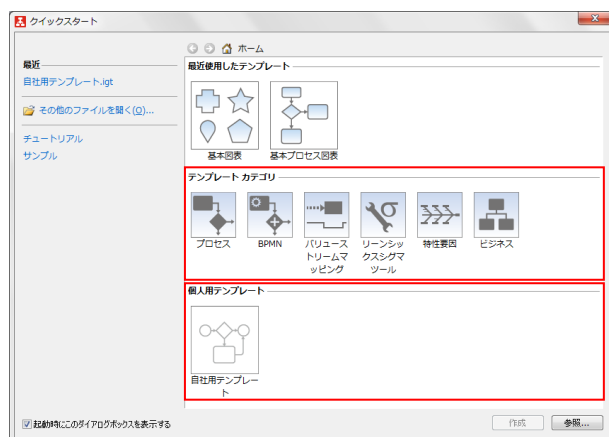 クイックスタート
最近
自社用テンプレート.igt
その他のファイルを開く(O)...
チュートリアル
サンプル
ホーム
最近使用したテンプレート
基本図表
基本プロセス図表
テンプレート カテゴリ
プロセス
BPMN
バリュース
トリームマ
ッピング
リーンシッ
クスシグマ
ツール
特性要因
ビジネス
個人用テンプレート
自社用テンプレー
ト
起動時にこのダイアログボックスを表示する
作成
参照...